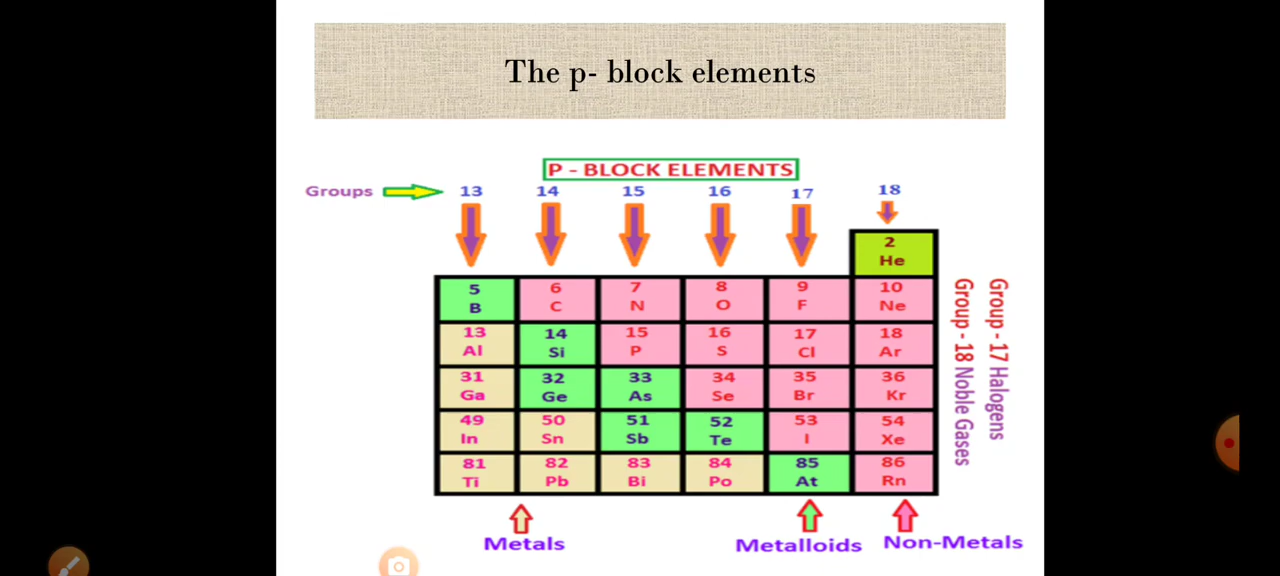 The p- block elements
P - BLOCK ELEMENTS
Groups 13 14 15 16 17 18
2
He
5 6 7 8 9 10
B C N O F Ne
13 14 15 16 17 18
Al Si P S Cl Ar
31 32 33 34 35 36
Ga Ge As Se Br Kr
49 50 51 52 53 54
In Sn Sb Te I Xe
81 82 83 84 85 86
Ti Pb Bi Po At Rn
Group - 17 Halogens
Group - 18 Noble Gases
Metals Metalloids Non-Metals